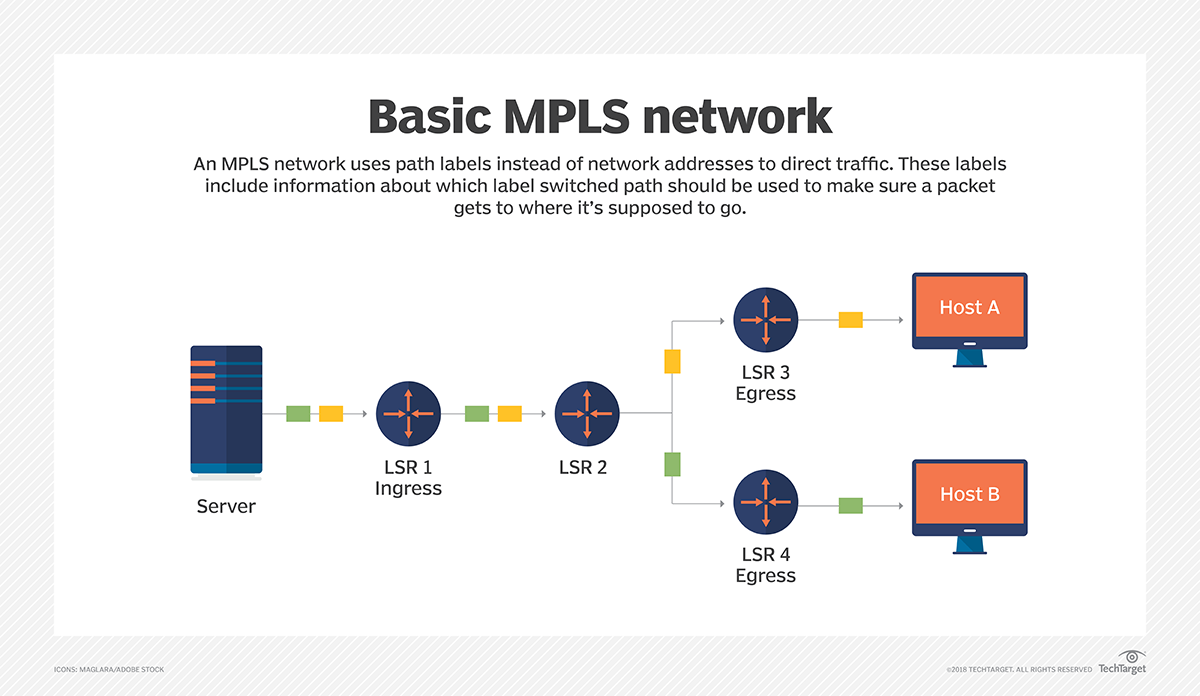 Basic MPLS network
An MPLS network uses path labels instead of network addresses to direct traffic. These labels
include information about which label switched path should be used to make sure a packet
gets to where it’s supposed to go.
Server
LSR 1
Ingress
LSR 2
LSR 3
Egress
Host A
LSR 4
Egress
Host B
ICONS: MAGLARA/ADOBE STOCK
©2018 TECHTARGET. ALL RIGHTS RESERVED
TechTarget